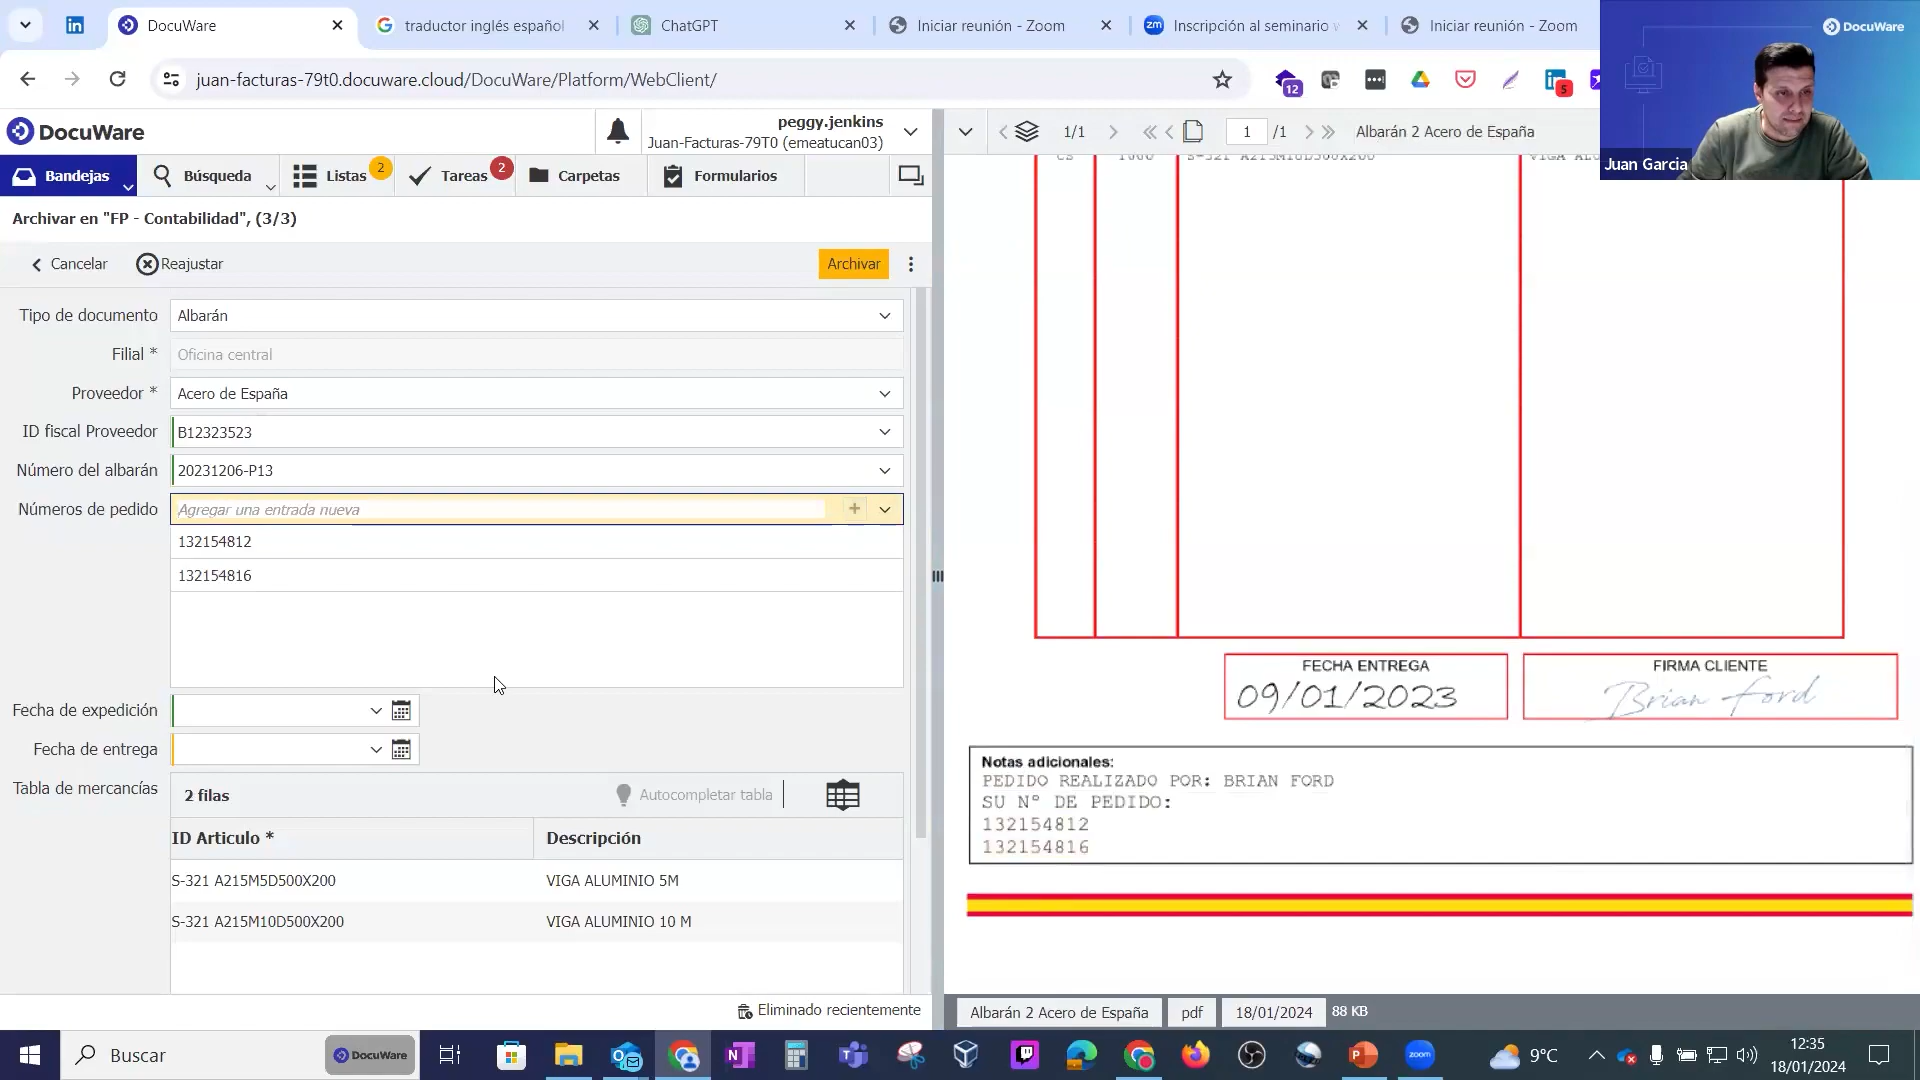 DocuWare
traductor inglés español
ChatGPT
Iniciar reunión - Zoom
zm
Inscripción al seminario
Iniciar reunión - Zoom
juan-facturas-79t0.docuware.cloud/DocuWare/Platform/WebClient/
12
5
DocuWare
Juan Garcia
DocuWare
peggy.jenkins
Juan-Facturas-79T0 (emeatucan03)
1/1
1
/1
Albarán 2 Acero de España
Bandejas
Búsqueda
Listas
2
Tareas
2
Carpetas
Formularios
Archivar en "FP - Contabilidad", (3/3)
Cancelar
Reajustar
Archivar
Tipo de documento
Albarán
Filial *
Oficina central
Proveedor *
Acero de España
ID fiscal Proveedor
B12323523
Número del albarán
20231206-P13
Números de pedido
Agregar una entrada nueva
132154812
132154816
Fecha de expedición
Fecha de entrega
Tabla de mercancías
2 filas
Autocompletar tabla
ID Articulo *
Descripción
S-321 A215M5D500X200
VIGA ALUMINIO 5M
S-321 A215M10D500X200
VIGA ALUMINIO 10 M
Eliminado recientemente
FECHA ENTREGA
09/01/2023
FIRMA CLIENTE
Brian Ford
Notas adicionales:
PEDIDO REALIZADO POR: BRIAN FORD
SU Nº DE PEDIDO:
132154812
132154816
Albarán 2 Acero de España
pdf
18/01/2024
88 KB
Buscar
DocuWare
zoom
9°C
12:35
18/01/2024